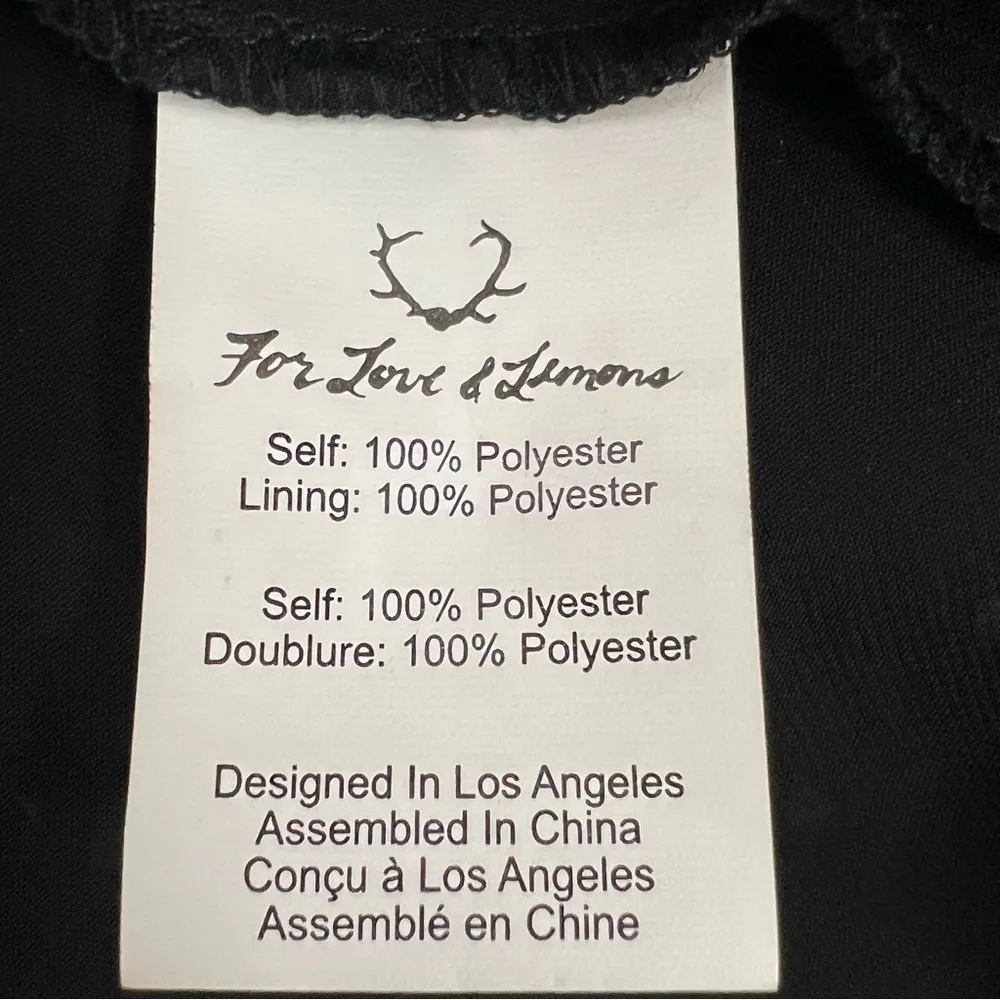 For Love & Lemons
Self: 100% Polyester
Lining: 100% Polyester
Self: 100% Polyester
Doublure: 100% Polyester
Designed In Los Angeles
Assembled In China
Conçu à Los Angeles
Assemblé en Chine